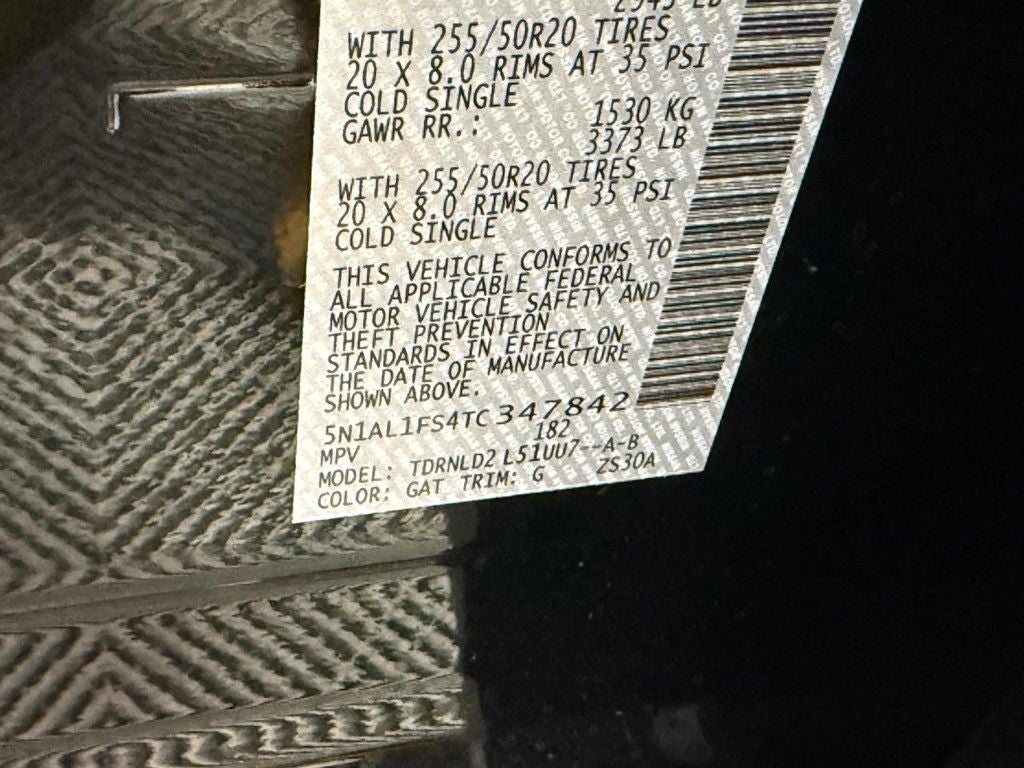 WITH 255/50R20 TIRES
20 X 8.0 RIMS AT 35 PSI
COLD SINGLE
GAWR RR.: 1530 KG
3373 LB
WITH 255/50R20 TIRES
20 X 8.0 RIMS AT 35 PSI
COLD SINGLE
THIS VEHICLE CONFORMS TO
ALL APPLICABLE FEDERAL
MOTOR VEHICLE SAFETY AND
THEFT PREVENTION
STANDARDS IN EFFECT ON
THE DATE OF MANUFACTURE
SHOWN ABOVE.
5N1AL1FS4TC347842
MPV 182
MODEL: TDRNLD2 L51UU7--A-B
COLOR: GAT TRIM: G ZS30A